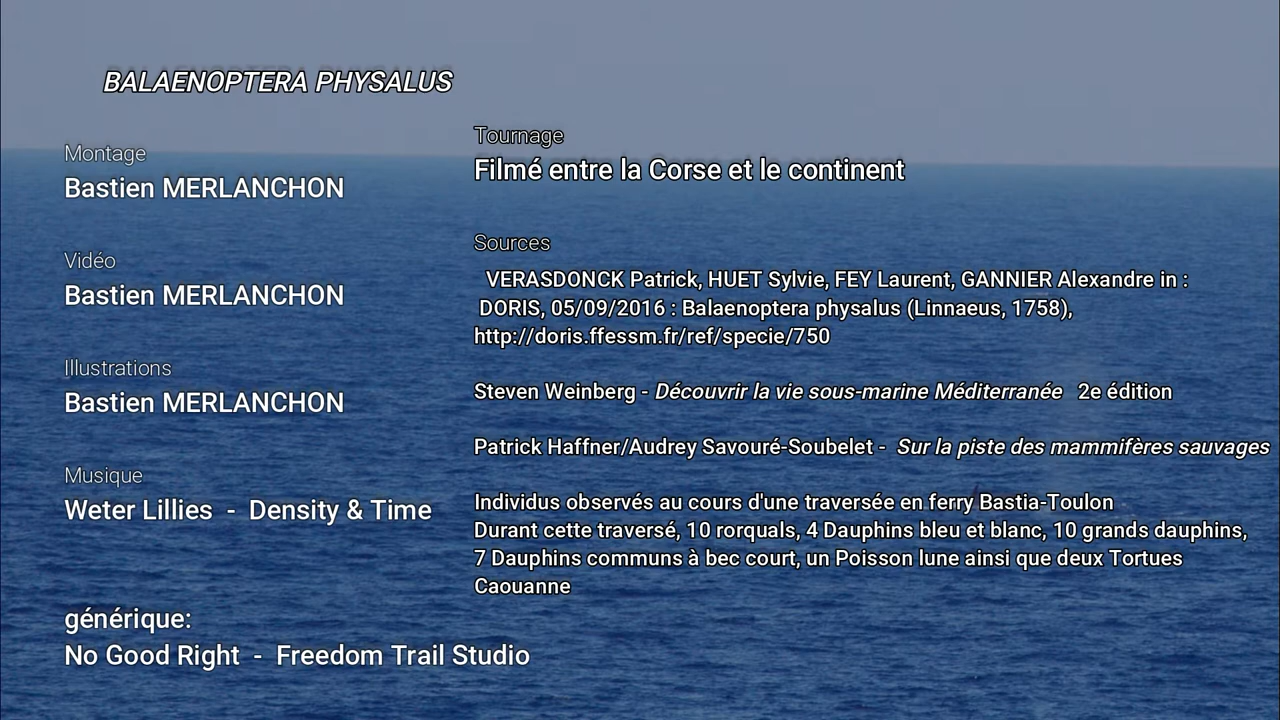 BALAENOPTERA PHYSALUS
Montage
Bastien MERLANCHON
Vidéo
Bastien MERLANCHON
Illustrations
Bastien MERLANCHON
Musique
Weter Lillies - Density & Time
générique:
No Good Right - Freedom Trail Studio
Tournage
Filmé entre la Corse et le continent
Sources
VERASDONCK Patrick, HUET Sylvie, FEY Laurent, GANNIER Alexandre in :
DORIS, 05/09/2016 : Balaenoptera physalus (Linnaeus, 1758),
http://doris.ffessm.fr/ref/specie/750
Steven Weinberg - Découvrir la vie sous-marine Méditerranée 2e édition
Patrick Haffner/Audrey Savouré-Soubelet - Sur la piste des mammifères sauvages
Individus observés au cours d'une traversée en ferry Bastia-Toulon
Durant cette traversé, 10 rorquals, 4 Dauphins bleu et blanc, 10 grands dauphins,
7 Dauphins communs à bec court, un Poisson lune ainsi que deux Tortues
Caouanne